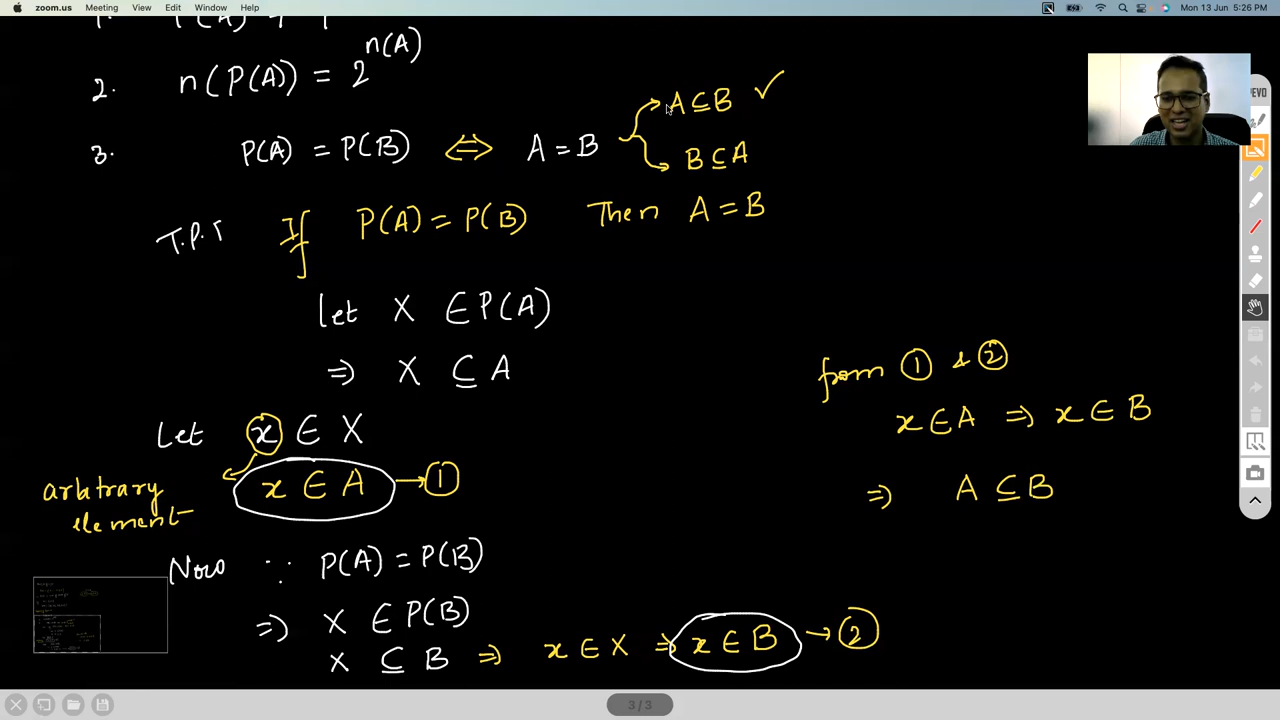 zoom.us Meeting View Edit Window Help Mon 13 Jun 5:26 PM
1. P(A)
2. n(P(A)) = 2^n(A)
A ⊆ B ✓
3. P(A) = P(B) ⇔ A = B
B ⊆ A
T.P.T If P(A) = P(B) Then A = B
let X ∈ P(A)
⇒ X ⊆ A
Let x ∈ X
arbitrary element
x ∈ A → ①
Now ∵ P(A) = P(B)
⇒ X ∈ P(B)
X ⊆ B ⇒ x ∈ X ⇒ x ∈ B → ②
from ① & ②
x ∈ A ⇒ x ∈ B
⇒ A ⊆ B
3/3